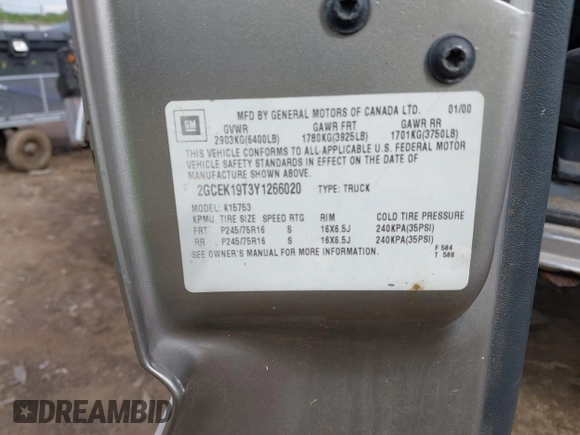 GM
MFD BY GENERAL MOTORS OF CANADA LTD. 01/00
GVWR GAWR FRT GAWR RR
2903KG(6400LB) 1780KG(3925LB) 1701KG(3750LB)
THIS VEHICLE CONFORMS TO ALL APPLICABLE U.S. FEDERAL MOTOR
VEHICLE SAFETY STANDARDS IN EFFECT ON THE DATE OF
MANUFACTURE SHOWN ABOVE.
2GCEK19T3Y1266020 TYPE: TRUCK
MODEL: K15753
KPMU: TIRE SIZE SPEED RTG RIM COLD TIRE PRESSURE
FRT P245/75R16 S 16X6.5J 240KPA(35PSI)
RR P245/75R16 S 16X6.5J 240KPA(35PSI)
SEE OWNER'S MANUAL FOR MORE INFORMATION.
F 584
T 588
DREAMBID